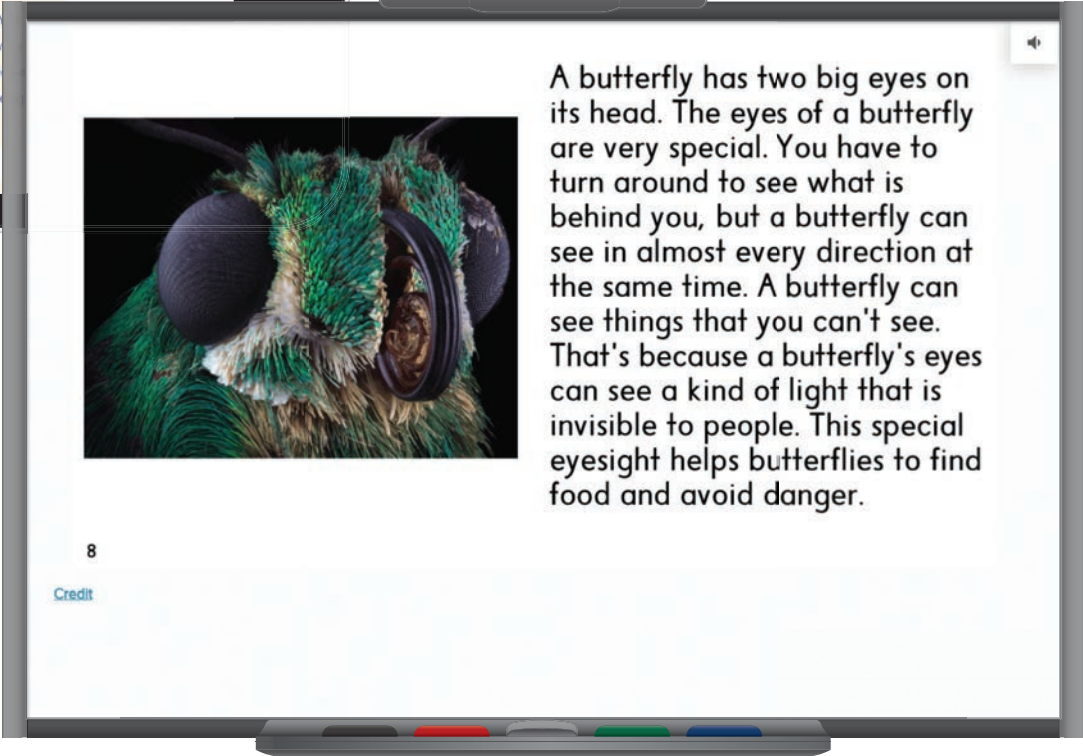 A butterfly has two big eyes on
its head. The eyes of a butterfly
are very special. You have to
turn around to see what is
behind you, but a butterfly can
see in almost every direction at
the same time. A butterfly can
see things that you can't see.
That's because a butterfly's eyes
can see a kind of light that is
invisible to people. This special
eyesight helps butterflies to find
food and avoid danger.
8
Credit